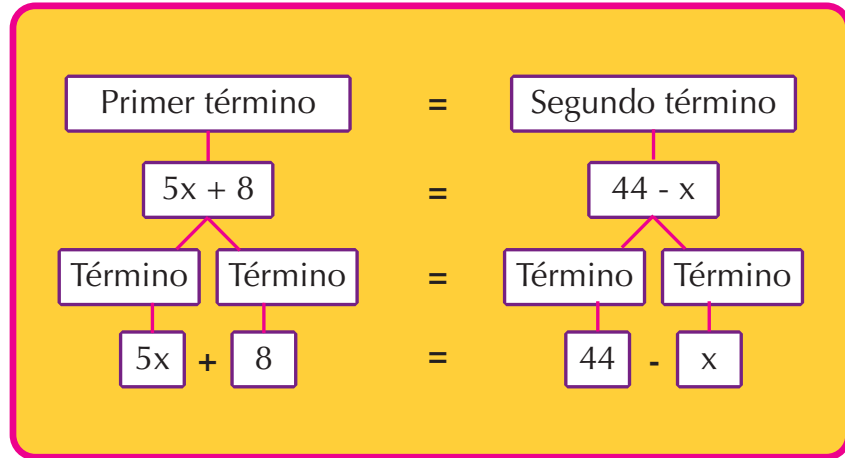 Primer término = Segundo término
5x + 8 = 44 - x
Término Término = Término Término
5x + 8 = 44 - x